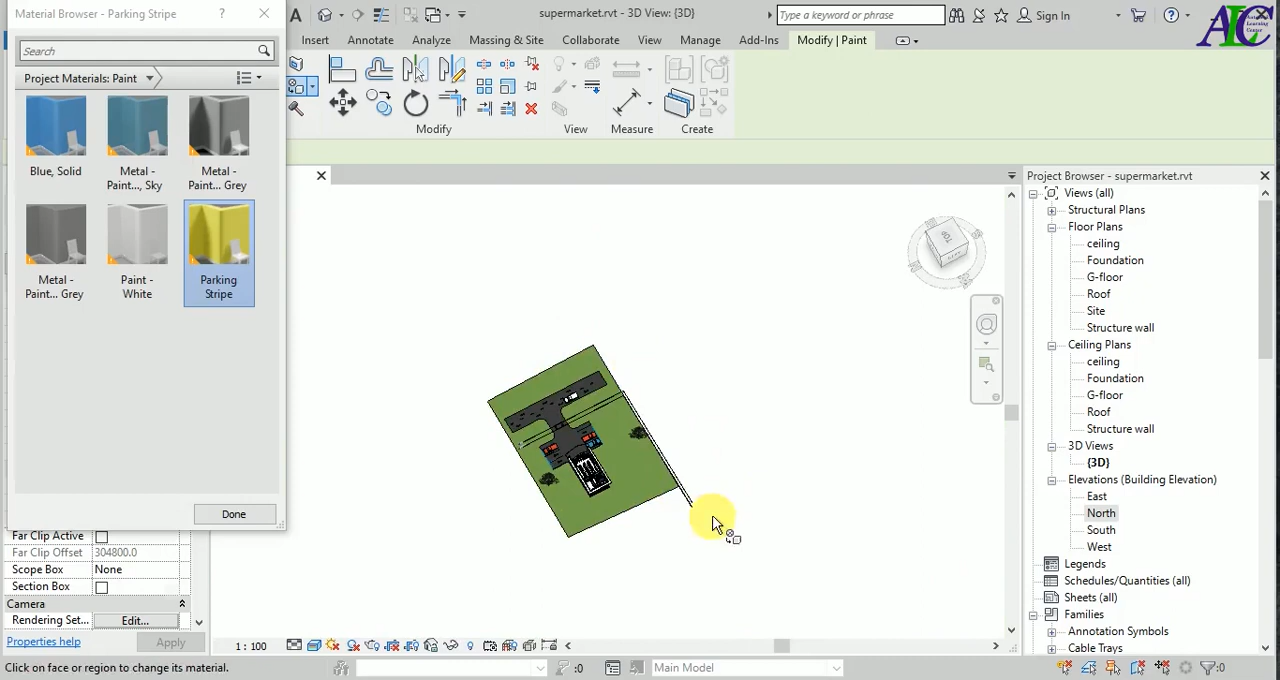 Material Browser - Parking Stripe
?
supermarket.rvt - 3D View: {3D}
Type a keyword or phrase
Sign In
ALC
Insert
Annotate
Analyze
Massing & Site
Collaborate
View
Manage
Add-Ins
Modify | Paint
Search
Project Materials: Paint
Blue, Solid
Metal -
Paint..., Sky
Metal -
Paint... Grey
Metal -
Paint... Grey
Paint -
White
Parking
Stripe
Done
Modify
View
Measure
Create
TOP
Project Browser - supermarket.rvt
Views (all)
Structural Plans
Floor Plans
ceiling
Foundation
G-floor
Roof
Site
Structure wall
Ceiling Plans
ceiling
Foundation
G-floor
Roof
Structure wall
3D Views
{3D}
Elevations (Building Elevation)
East
North
South
West
Legends
Schedules/Quantities (all)
Sheets (all)
Families
Annotation Symbols
Cable Trays
Far Clip Active
Far Clip Offset 304800.0
Scope Box None
Section Box
Camera
Rendering Set... Edit...
Properties help
Apply
1 : 100
Click on face or region to change its material.
:0
Main Model
:0